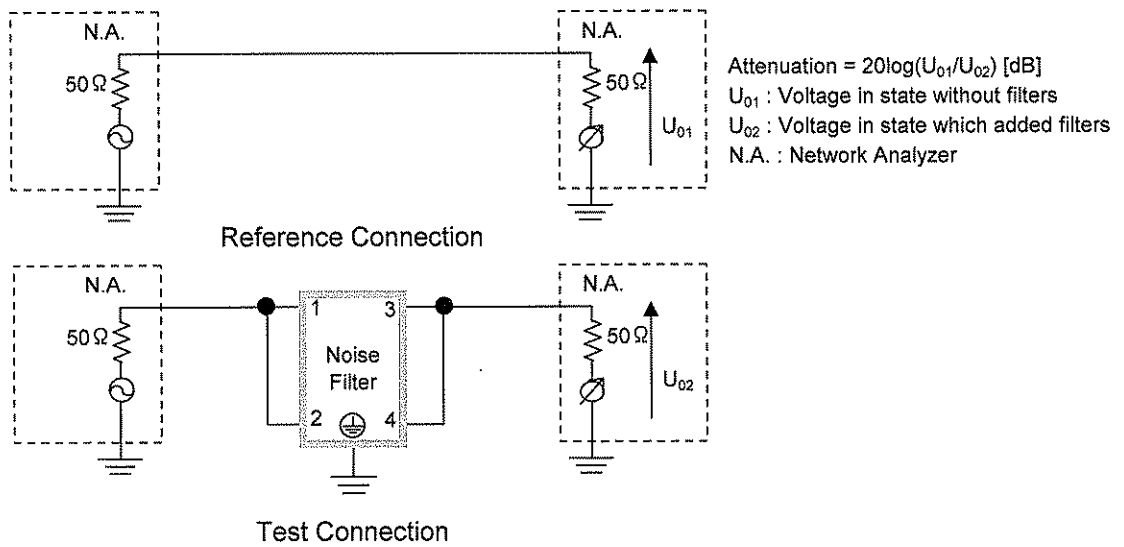 N.A.
N.A.
50Ω
50Ω
U01
Attenuation = 20log(U01/U02) [dB]
U01 : Voltage in state without filters
U02 : Voltage in state which added filters
N.A. : Network Analyzer
Reference Connection
N.A.
N.A.
50Ω
1
3
50Ω
Noise
Filter
U02
2
4
Test Connection